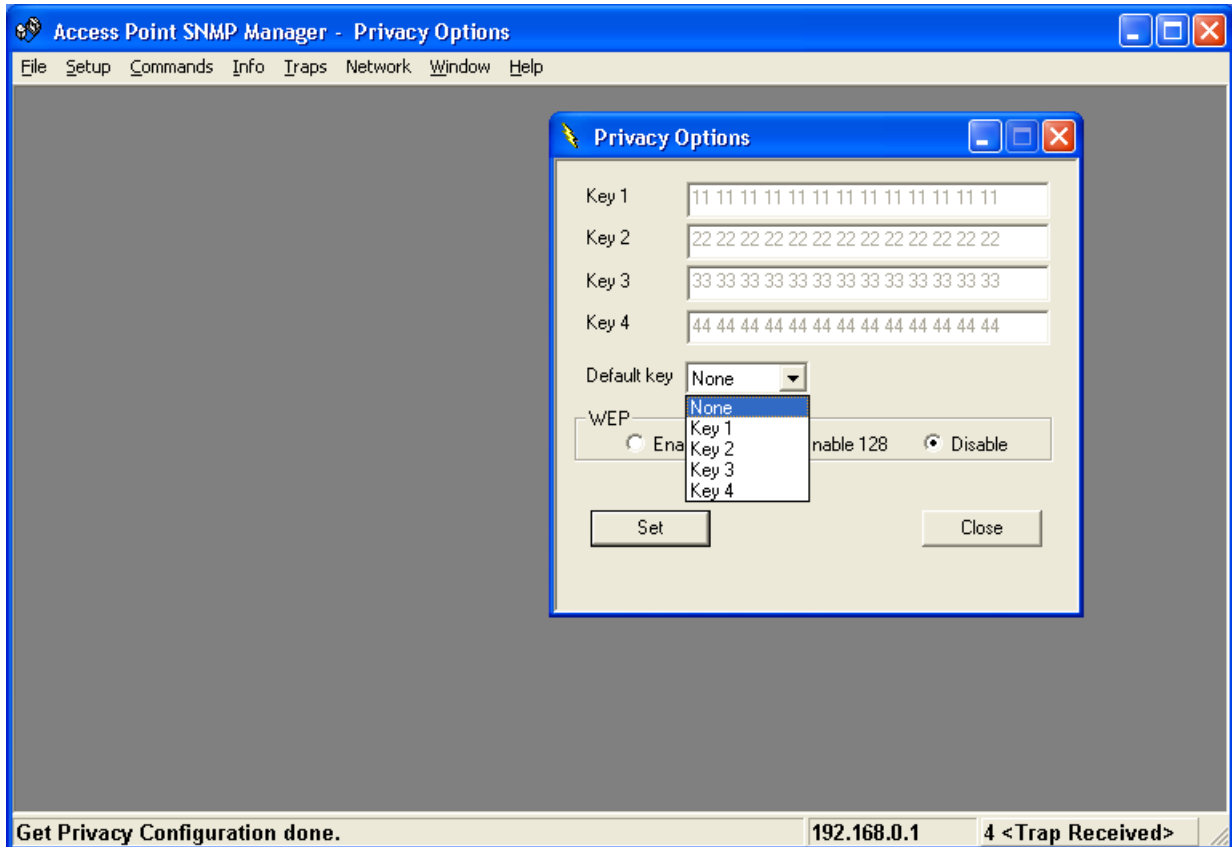 Access Point SNMP Manager - Privacy Options
File Setup Commands Info Traps Network Window Help
Privacy Options
Key 1 11 11 11 11 11 11 11 11 11 11 11 11 11
Key 2 22 22 22 22 22 22 22 22 22 22 22 22 22
Key 3 33 33 33 33 33 33 33 33 33 33 33 33 33
Key 4 44 44 44 44 44 44 44 44 44 44 44 44 44
Default key None
None
WEP
Key 1
Ena Key 2 nable 128 Disable
Key 3
Key 4
Set Close
Get Privacy Configuration done. 192.168.0.1 4 <Trap Received>